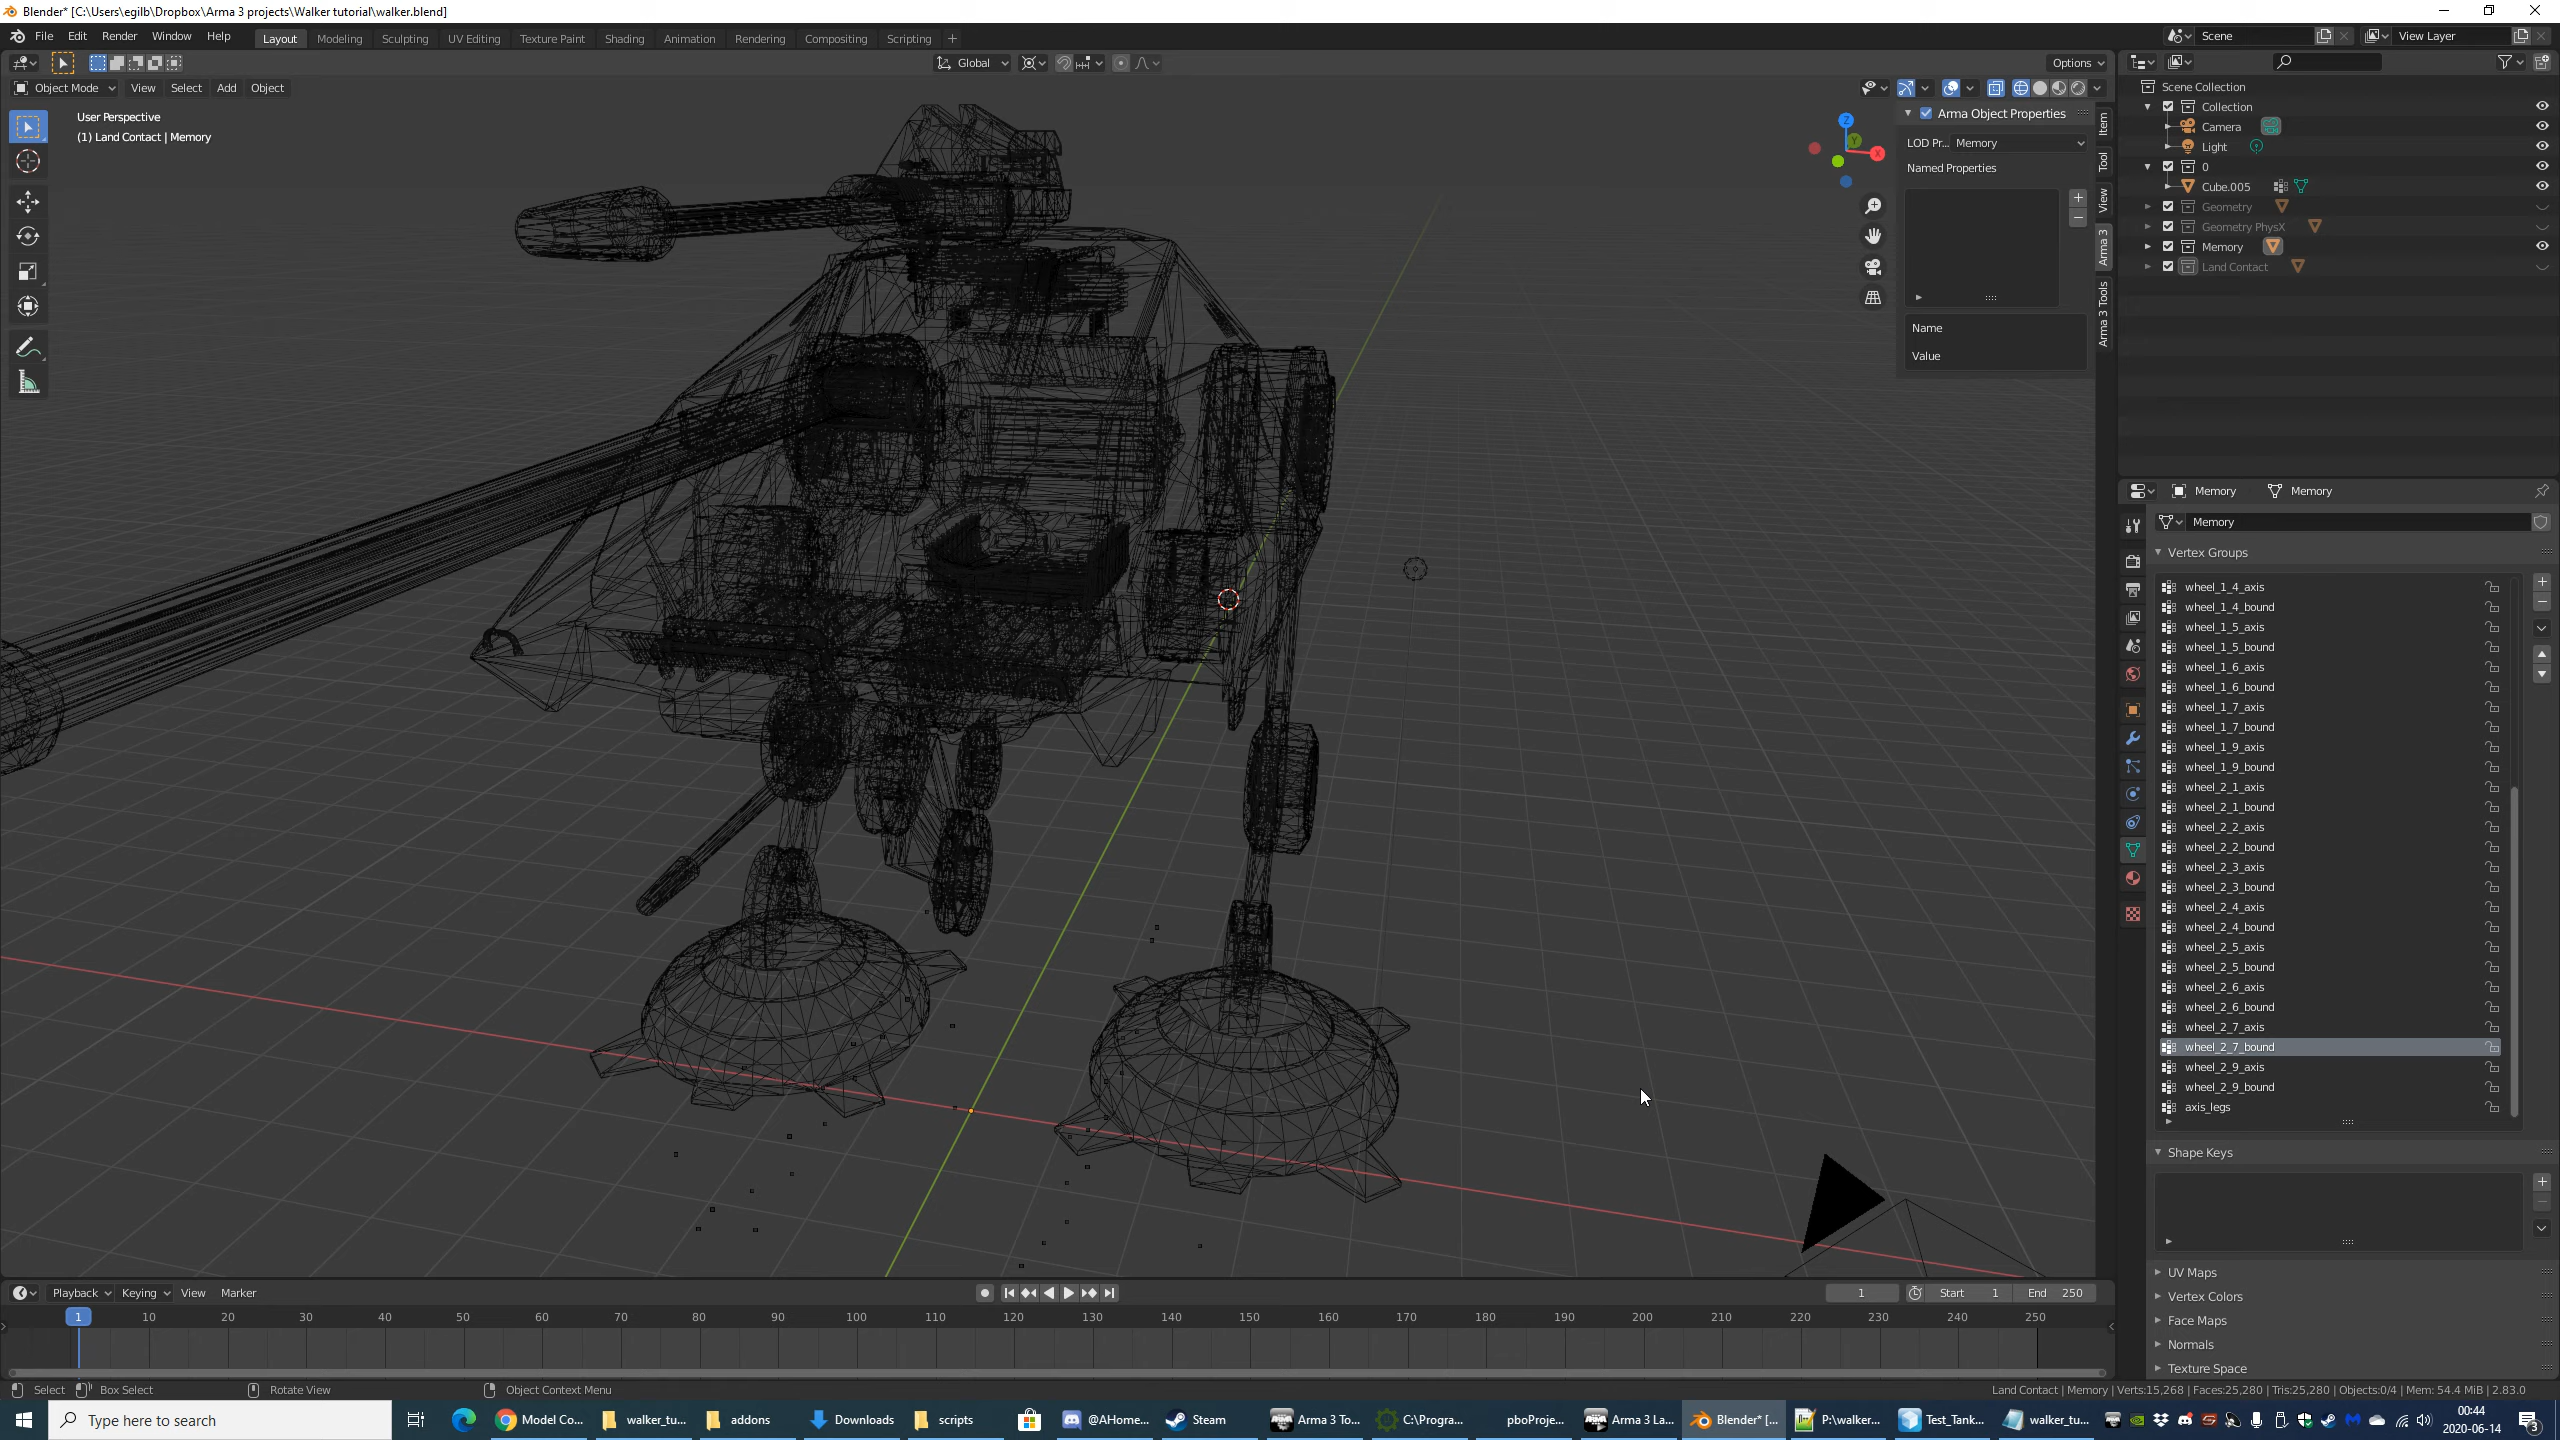 Blender* [C:\Users\egilb\Dropbox\Arma 3 projects\Walker tutorial\walker.blend]
File Edit Render Window Help Layout Modeling Sculpting UV Editing Texture Paint Shading Animation Rendering Compositing Scripting + Scene View Layer
Global Options
Object Mode View Select Add Object
User Perspective
(1) Land Contact | Memory
Z
Y
X
Arma Object Properties
LOD Pr... Memory
Named Properties
Name
Value
Item
Tool
View
Arma 3
Arma 3 Tools
Scene Collection
Collection
Camera
Light
0
Cube.005
Geometry
Geometry PhysX
Memory
Land Contact
Memory Memory
Memory
Vertex Groups
wheel_1_4_axis
wheel_1_4_bound
wheel_1_5_axis
wheel_1_5_bound
wheel_1_6_axis
wheel_1_6_bound
wheel_1_7_axis
wheel_1_7_bound
wheel_1_9_axis
wheel_1_9_bound
wheel_2_1_axis
wheel_2_1_bound
wheel_2_2_axis
wheel_2_2_bound
wheel_2_3_axis
wheel_2_3_bound
wheel_2_4_axis
wheel_2_4_bound
wheel_2_5_axis
wheel_2_5_bound
wheel_2_6_axis
wheel_2_6_bound
wheel_2_7_axis
wheel_2_7_bound
wheel_2_9_axis
wheel_2_9_bound
axis_legs
Shape Keys
UV Maps
Vertex Colors
Face Maps
Normals
Texture Space
Playback Keying View Marker 1 Start 1 End 250
1 10 20 30 40 50 60 70 80 90 100 110 120 130 140 150 160 170 180 190 200 210 220 230 240 250
Select Box Select Rotate View Object Context Menu Land Contact | Memory | Verts:15,268 | Faces:25,280 | Tris:25,280 | Objects:0/4 | Mem: 54.4 MiB | 2.83.0
Type here to search Model Co... walker_tu... addons Downloads scripts @AHome... Steam Arma 3 To... C:\Progra... pboProje... Arma 3 La... Blender* [... P:\walker... Test_Tank... walker_tu...
00:44
2020-06-14
3